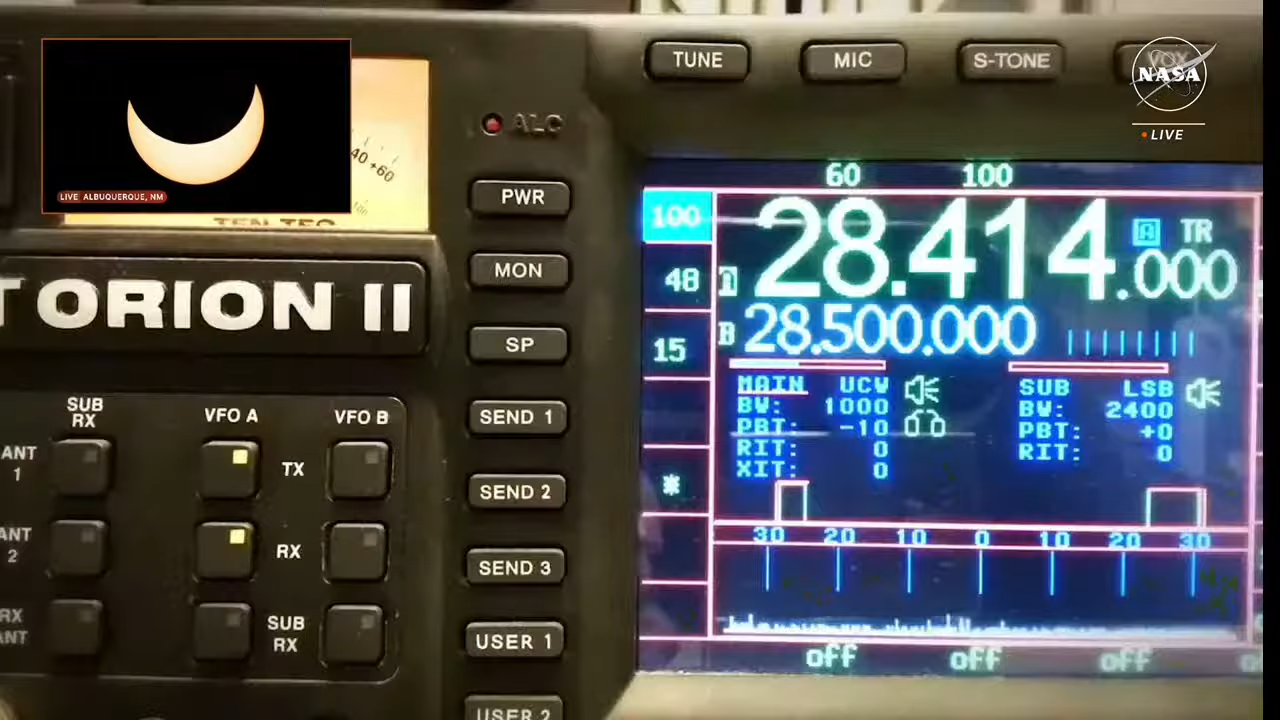 TUNE
MIC
S-TONE
VOX
NASA
LIVE
LIVE ALBUQUERQUE, NM
40 +60
TEN-TEC
ALC
ORION II
PWR
MON
SP
SEND 1
SEND 2
SEND 3
USER 1
USER 2
SUB RX
VFO A
VFO B
ANT 1
TX
ANT 2
RX
RX ANT
SUB RX
60 100
100
48
15
*
28.414.000
A TR
B 28.500.000
MAIN UCW
BW: 1000
PBT: -10
RIT: 0
XIT: 0
SUB LSB
BW: 2400
PBT: +0
RIT: 0
30 20 10 0 10 20 30
off off off